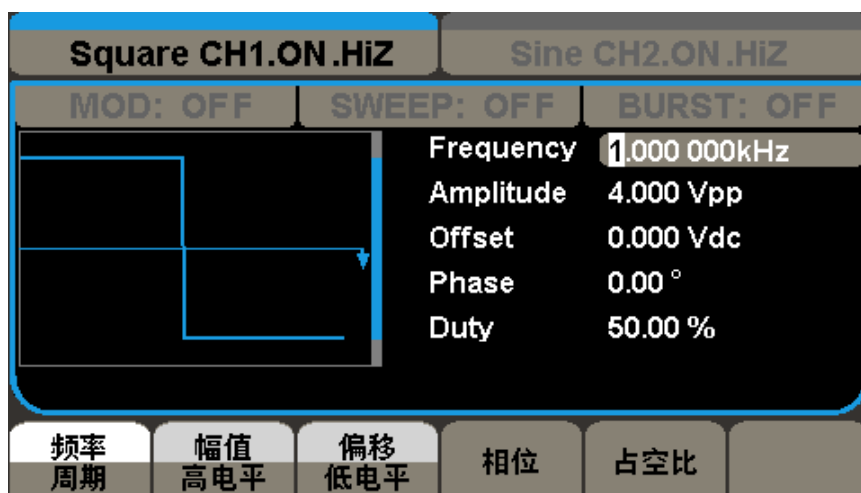 Square CH1.ON.HiZ
Sine CH2.ON.HiZ
MOD: OFF
SWEEP: OFF
BURST: OFF
Frequency 1.000 000kHz
Amplitude 4.000 Vpp
Offset 0.000 Vdc
Phase 0.00 °
Duty 50.00 %
频率 幅值 偏移 相位 占空比
周期 高电平 低电平